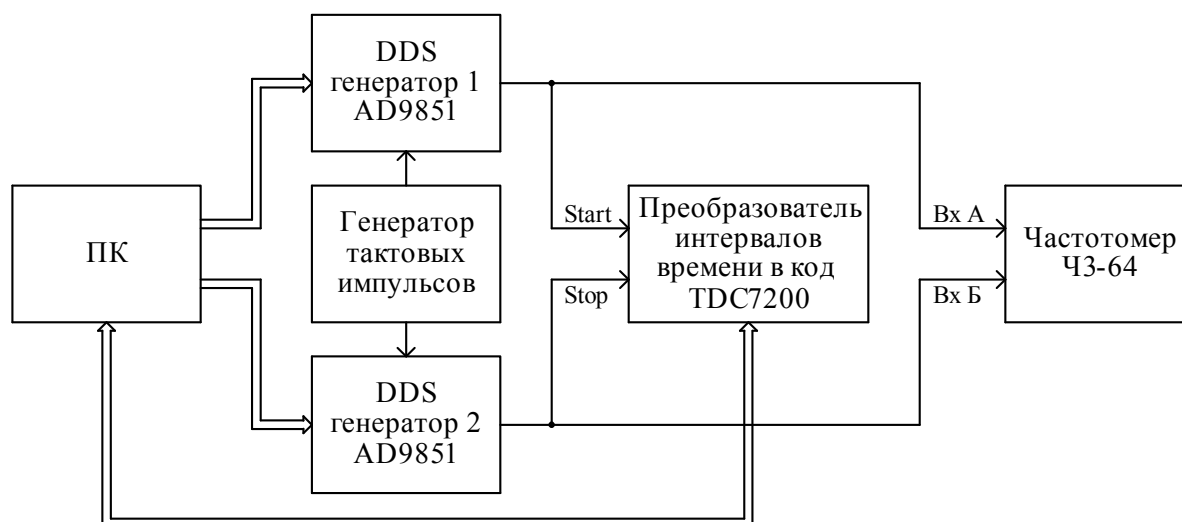 DDS
генератор 1
AD9851
ПК
Генератор
тактовых
импульсов
Start
Stop
Преобразователь
интервалов
времени в код
TDC7200
Вх А
Вх Б
Частотомер
Ч3-64
DDS
генератор 2
AD9851